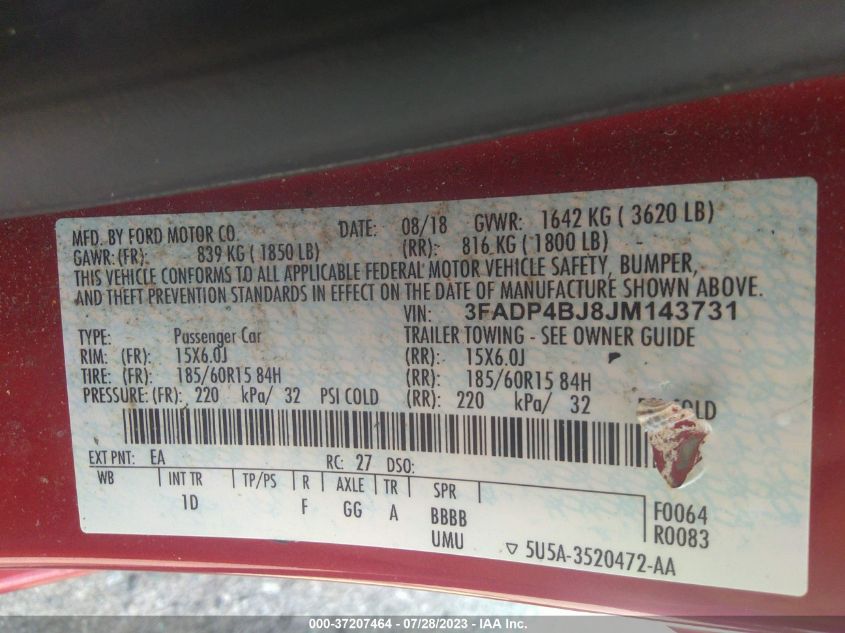 MFD. BY FORD MOTOR CO. DATE: 08/18 GVWR: 1642 KG ( 3620 LB)
GAWR: (FR): 839 KG ( 1850 LB) (RR): 816 KG ( 1800 LB)
THIS VEHICLE CONFORMS TO ALL APPLICABLE FEDERAL MOTOR VEHICLE SAFETY, BUMPER,
AND THEFT PREVENTION STANDARDS IN EFFECT ON THE DATE OF MANUFACTURE SHOWN ABOVE.
VIN: 3FADP4BJ8JM143731
TYPE: Passenger Car TRAILER TOWING - SEE OWNER GUIDE
RIM: (FR): 15X6.0J (RR): 15X6.0J
TIRE: (FR): 185/60R15 84H (RR): 185/60R15 84H
PRESSURE: (FR): 220 kPa/ 32 PSI COLD (RR): 220 kPa/ 32 COLD
EXT PNT: EA RC: 27 DSO:
WB INT TR TP/PS R AXLE TR SPR
1D F GG A BBBB F0064
UMU R0083
5U5A-3520472-AA
000-37207464 - 07/28/2023 - IAA Inc.